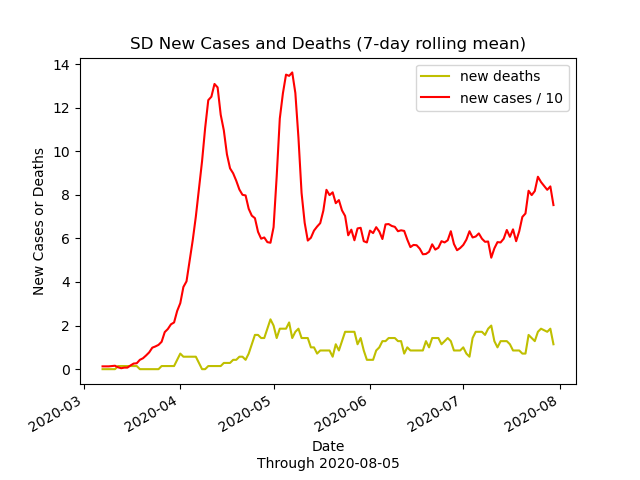 SD New Cases and Deaths (7-day rolling mean)
new deaths
new cases / 10
New Cases or Deaths
14
12
10
8
6
4
2
0
2020-03
2020-04
2020-05
2020-06
2020-07
2020-08
Date
Through 2020-08-05